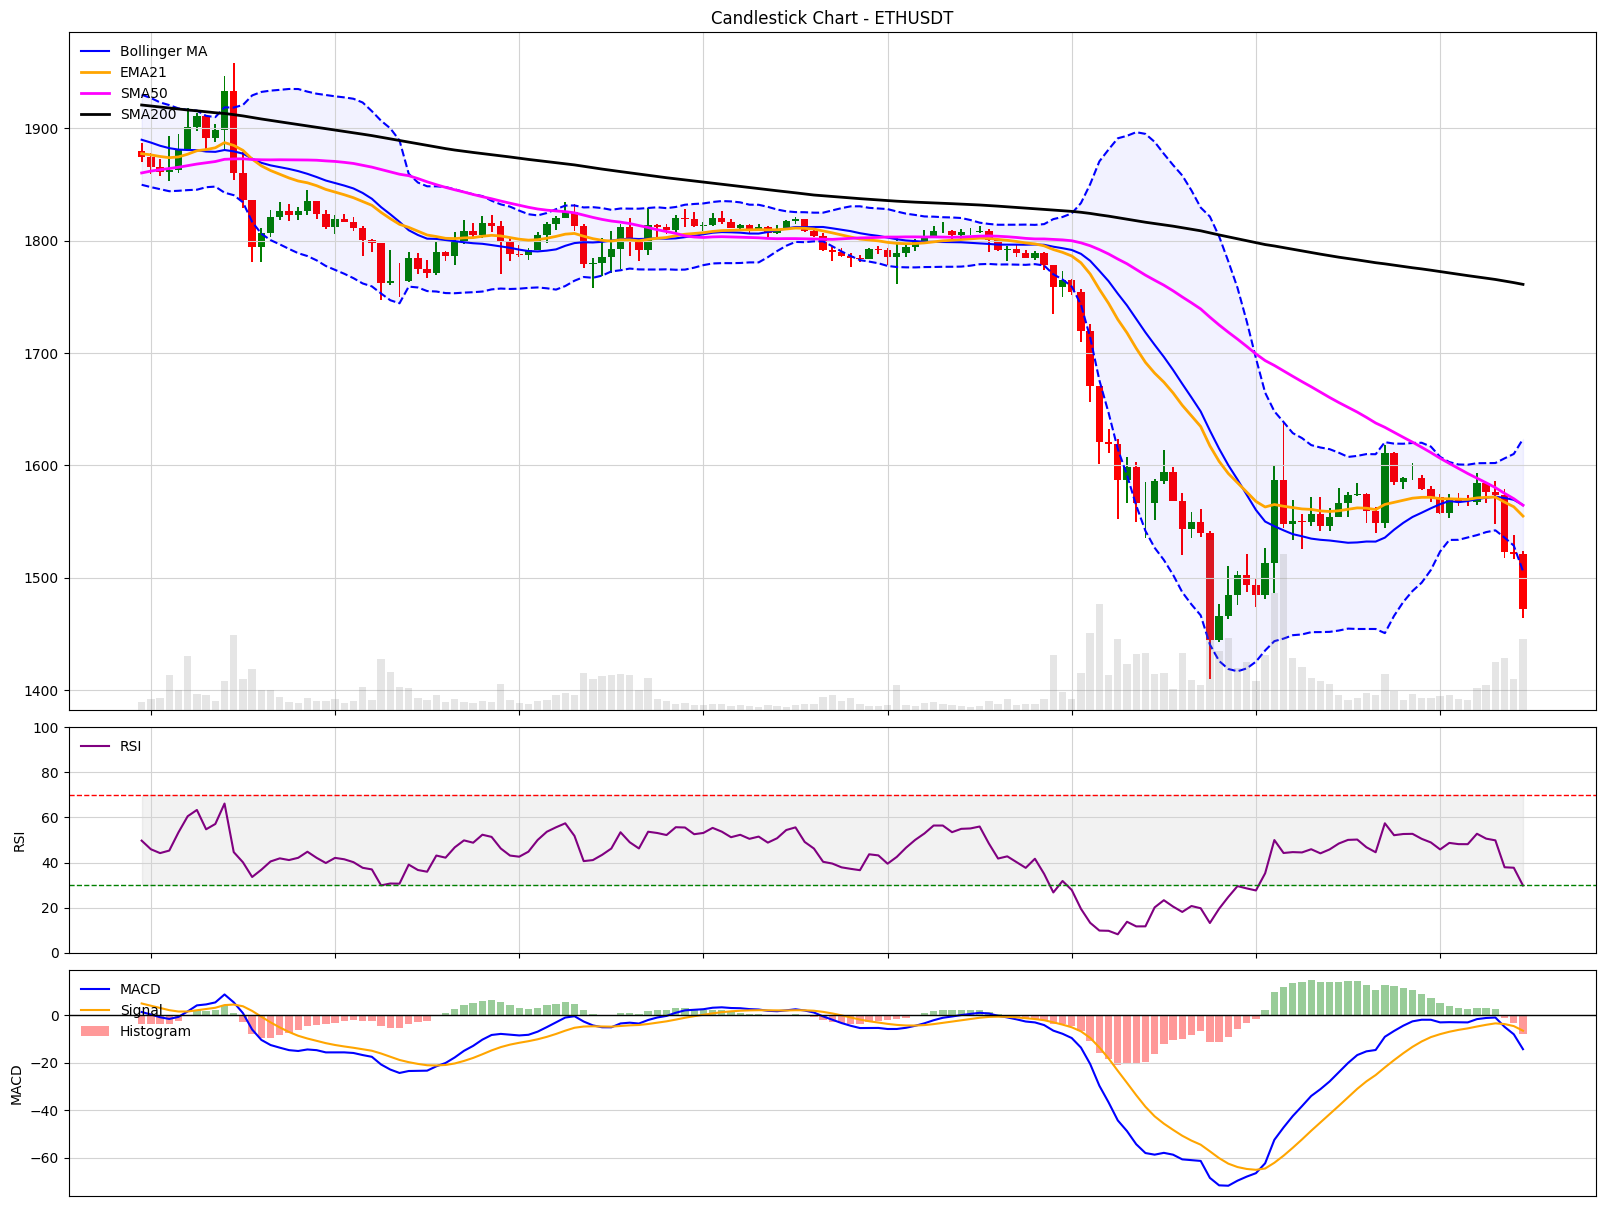 Candlestick Chart - ETHUSDT
Bollinger MA
EMA21
SMA50
SMA200
1900
1800
1700
1600
1500
1400
RSI
RSI
100
80
60
40
20
0
MACD
Signal
Histogram
MACD
0
−20
−40
−60